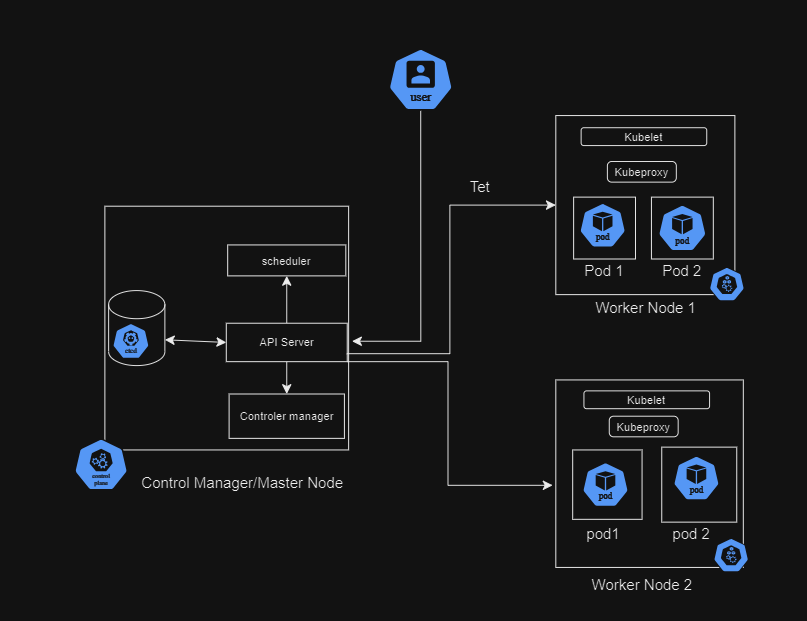 user
Tet
Kubelet
Kubeproxy
pod
pod
Pod 1
Pod 2
Worker Node 1
scheduler
API Server
etcd
Controler manager
control
plane
Control Manager/Master Node
Kubelet
Kubeproxy
pod
pod
pod1
pod 2
Worker Node 2